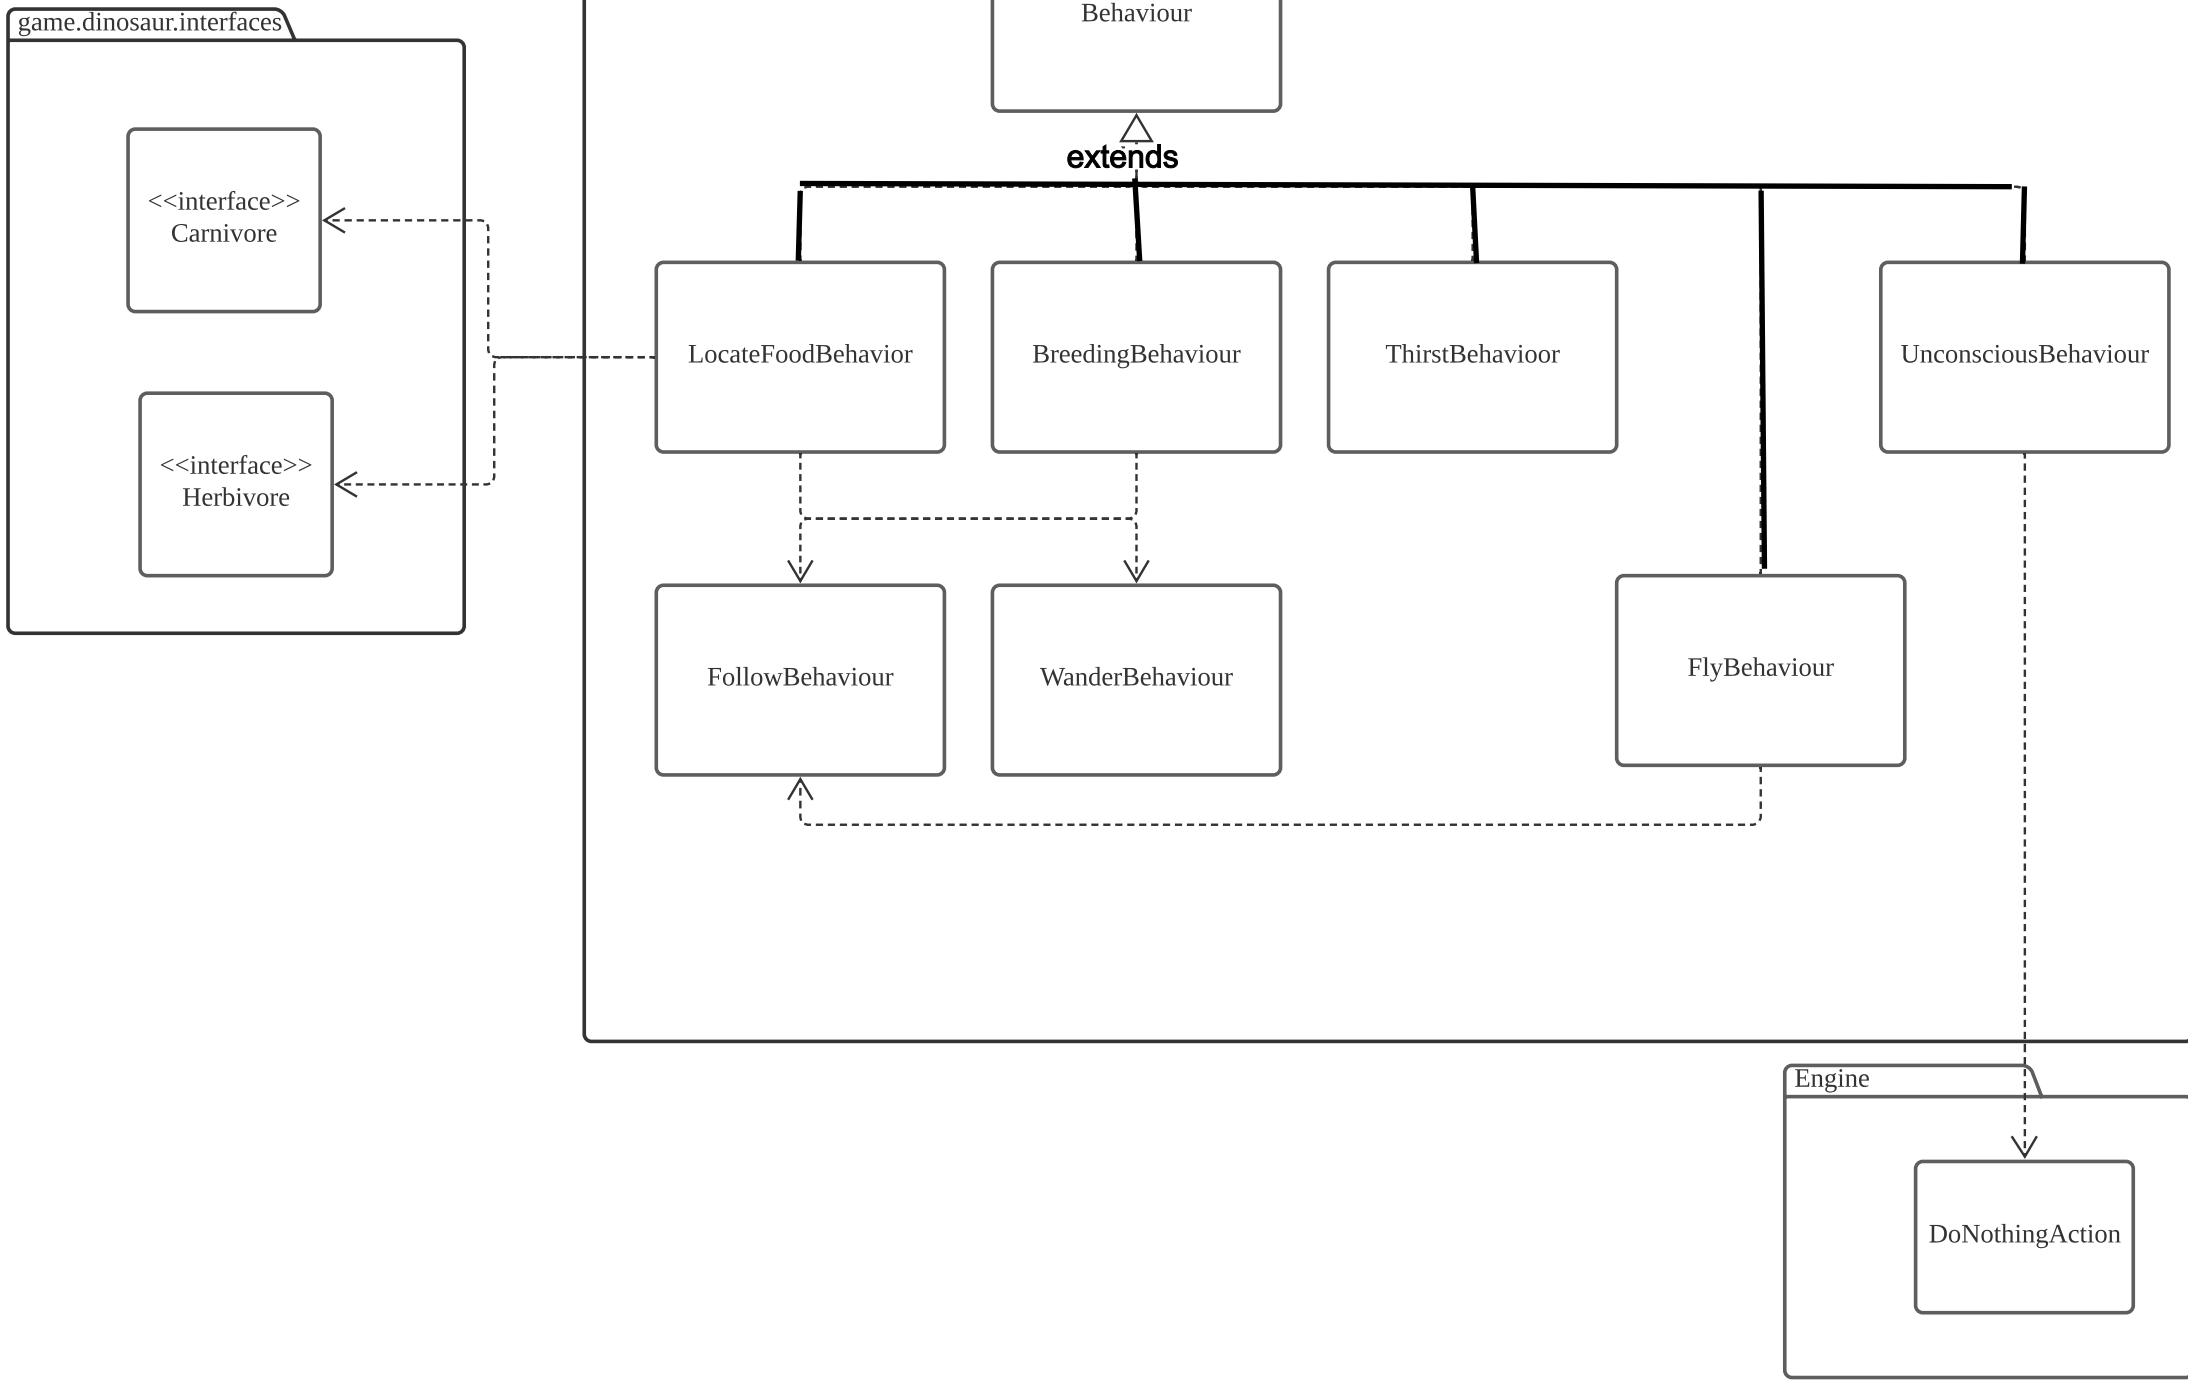 game.dinosaur.interfaces
Behaviour
extends
<<interface>>
Carnivore
LocateFoodBehavior
BreedingBehaviour
ThirstBehavioor
UnconsciousBehaviour
<<interface>>
Herbivore
FollowBehaviour
WanderBehaviour
FlyBehaviour
Engine
DoNothingAction